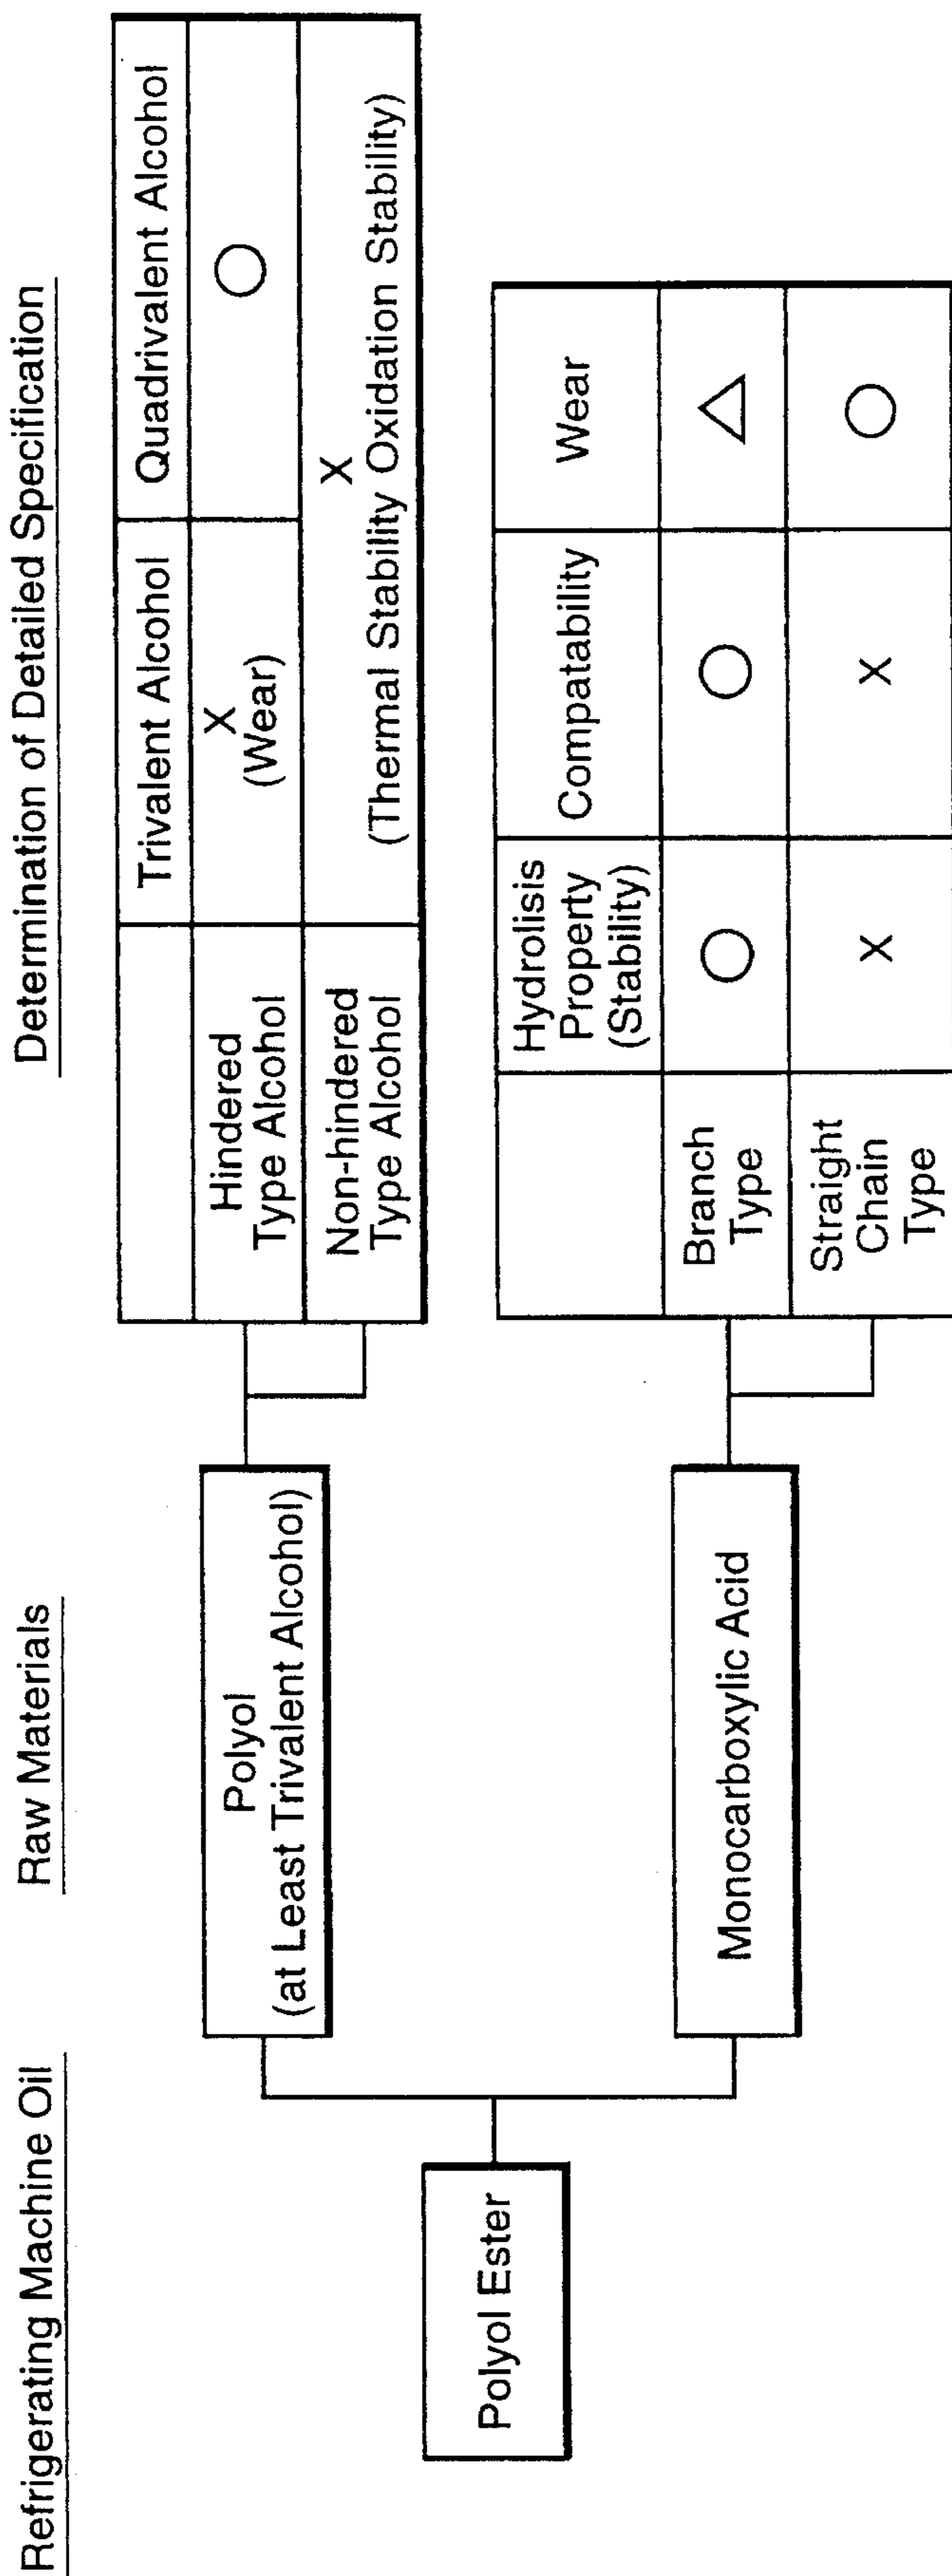 Refrigerating Machine Oil
Raw Materials
Determination of Detailed Specification
Polyol Ester
Polyol
(at Least Trivalent Alcohol)
Trivalent Alcohol
Quadrivalent Alcohol
Hindered
Type Alcohol
X
(Wear)
○
Non-hindered
Type Alcohol
X
(Thermal Stability Oxidation Stability)
Monocarboxylic Acid
Hydrolisis
Property
(Stability)
Compatability
Wear
Branch
Type
○
○
△
Straight
Chain
Type
X
X
○